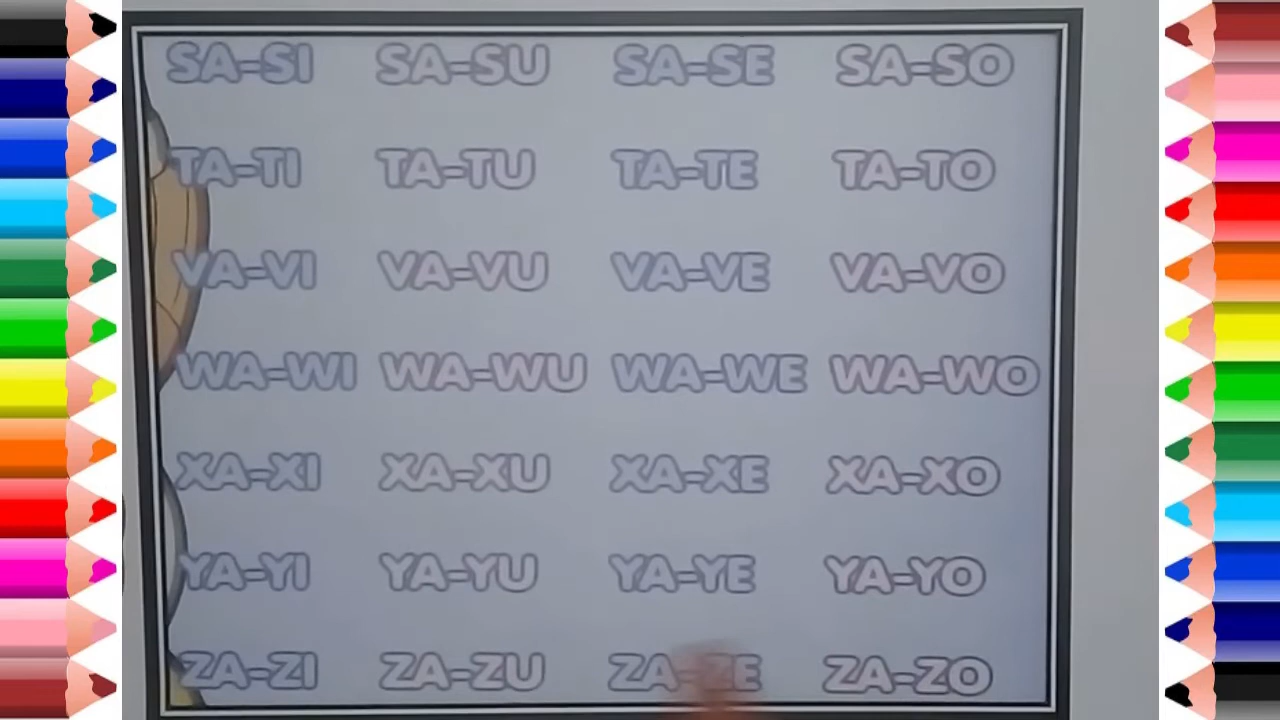 SA=SI SA=SU SA=SE SA=SO
TA=TI TA=TU TA=TE TA=TO
VA=VI VA=VU VA=VE VA=VO
WA=WI WA=WU WA=WE WA=WO
XA=XI XA=XU XA=XE XA=XO
YA=YI YA=YU YA=YE YA=YO
ZA=ZI ZA=ZU ZA=ZE ZA=ZO